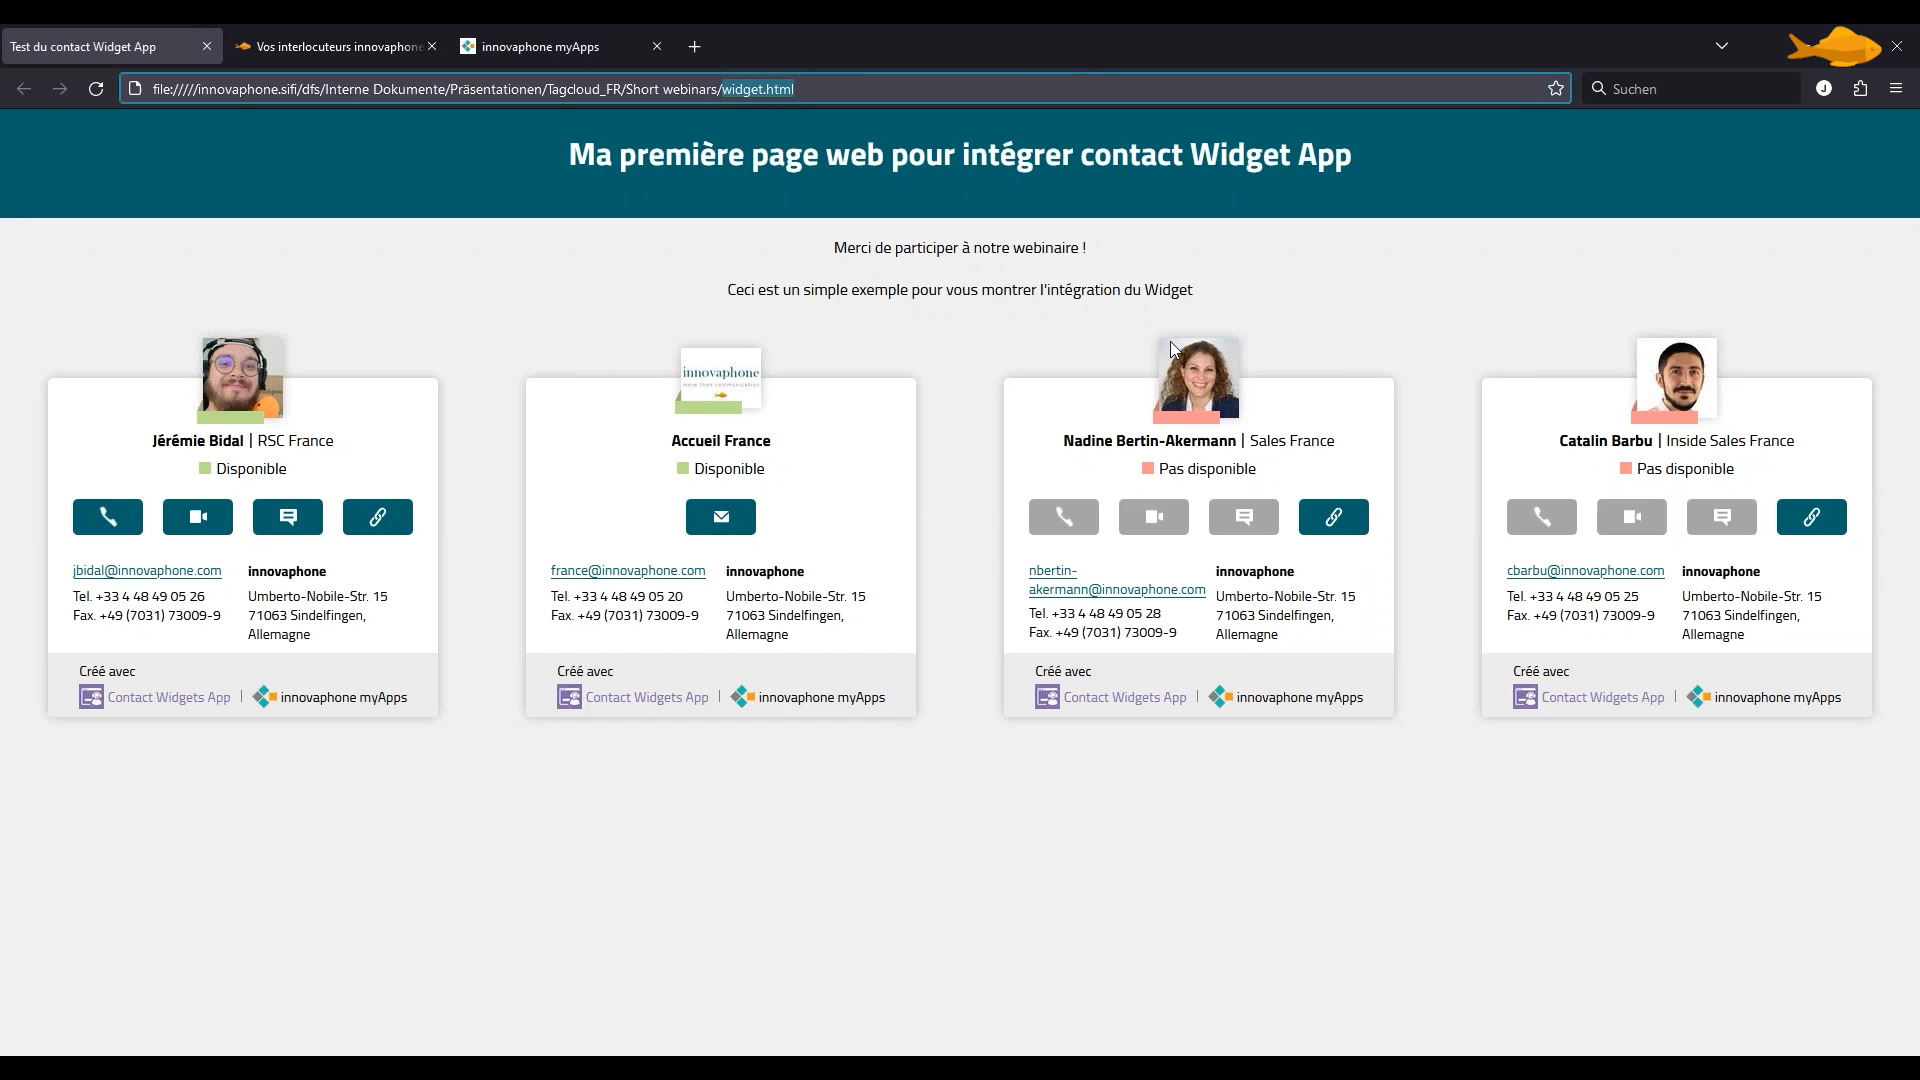 Test du contact Widget App
Vos interlocuteurs innovaphone
innovaphone myApps
file://///innovaphone.sifi/dfs/Interne Dokumente/Präsentationen/Tagcloud_FR/Short webinars/widget.html
Suchen
J
Ma première page web pour intégrer contact Widget App
Merci de participer à notre webinaire !
Ceci est un simple exemple pour vous montrer l'intégration du Widget
Jérémie Bidal | RSC France
Disponible
jbidal@innovaphone.com
Tel. +33 4 48 49 05 26
Fax. +49 (7031) 73009-9
innovaphone
Umberto-Nobile-Str. 15
71063 Sindelfingen,
Allemagne
Créé avec
Contact Widgets App | innovaphone myApps
innovaphone
more than communication
Accueil France
Disponible
france@innovaphone.com
Tel. +33 4 48 49 05 20
Fax. +49 (7031) 73009-9
innovaphone
Umberto-Nobile-Str. 15
71063 Sindelfingen,
Allemagne
Créé avec
Contact Widgets App | innovaphone myApps
Nadine Bertin-Akermann | Sales France
Pas disponible
nbertin-
akermann@innovaphone.com
Tel. +33 4 48 49 05 28
Fax. +49 (7031) 73009-9
innovaphone
Umberto-Nobile-Str. 15
71063 Sindelfingen,
Allemagne
Créé avec
Contact Widgets App | innovaphone myApps
Catalin Barbu | Inside Sales France
Pas disponible
cbarbu@innovaphone.com
Tel. +33 4 48 49 05 25
Fax. +49 (7031) 73009-9
innovaphone
Umberto-Nobile-Str. 15
71063 Sindelfingen,
Allemagne
Créé avec
Contact Widgets App | innovaphone myApps